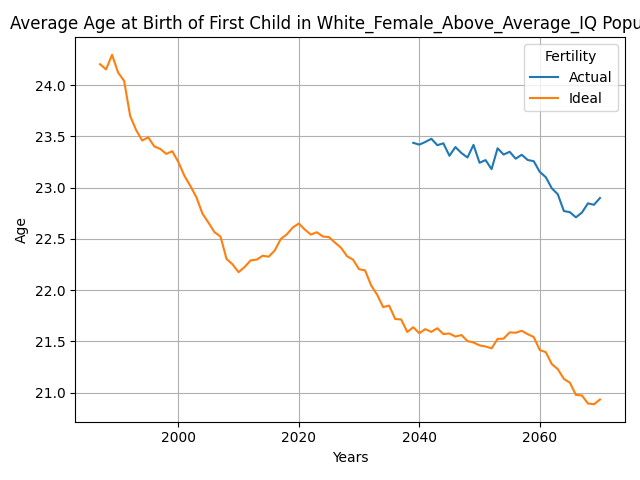 Average Age at Birth of First Child in White_Female_Above_Average_IQ Popu
Fertility
Actual
Ideal
24.0
23.5
23.0
22.5
22.0
21.5
21.0
Age
2000 2020 2040 2060
Years